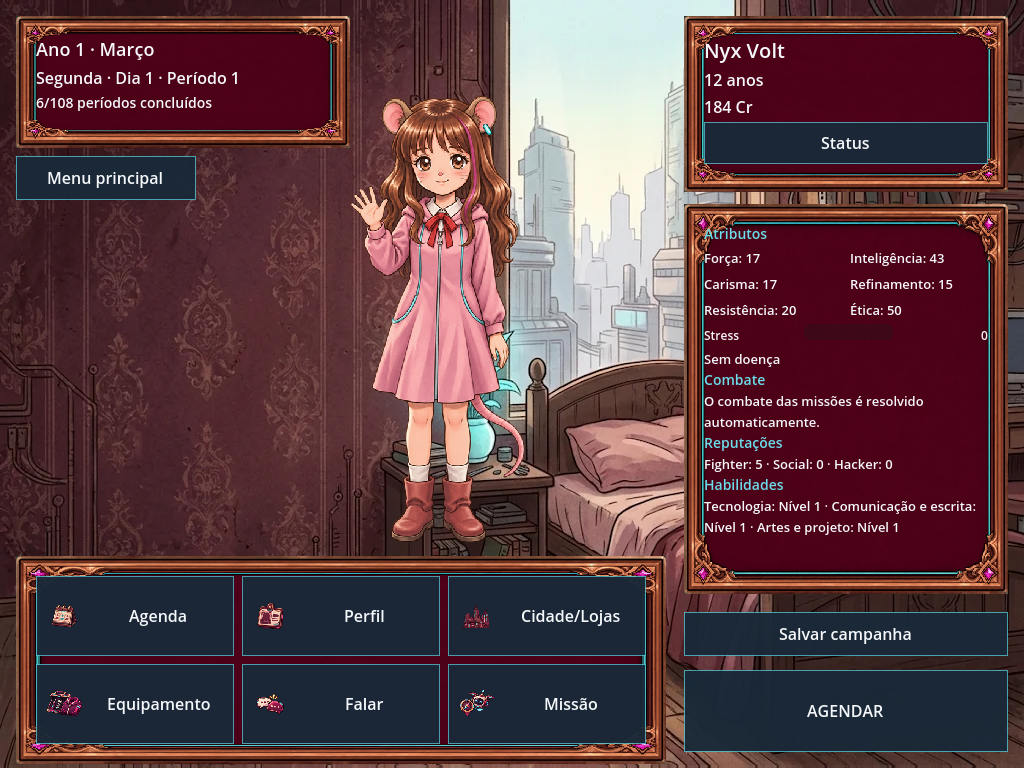 Ano 1 · Março
Segunda · Dia 1 · Período 1
6/108 períodos concluídos
Menu principal
Nyx Volt
12 anos
184 Cr
Status
Atributos
Força: 17
Inteligência: 43
Carisma: 17
Refinamento: 15
Resistência: 20
Ética: 50
Stress
0
Sem doença
Combate
O combate das missões é resolvido
automaticamente.
Reputações
Fighter: 5 · Social: 0 · Hacker: 0
Habilidades
Tecnologia: Nível 1 · Comunicação e escrita:
Nível 1 · Artes e projeto: Nível 1
Agenda
Perfil
Cidade/Lojas
Equipamento
Falar
Missão
Salvar campanha
AGENDAR